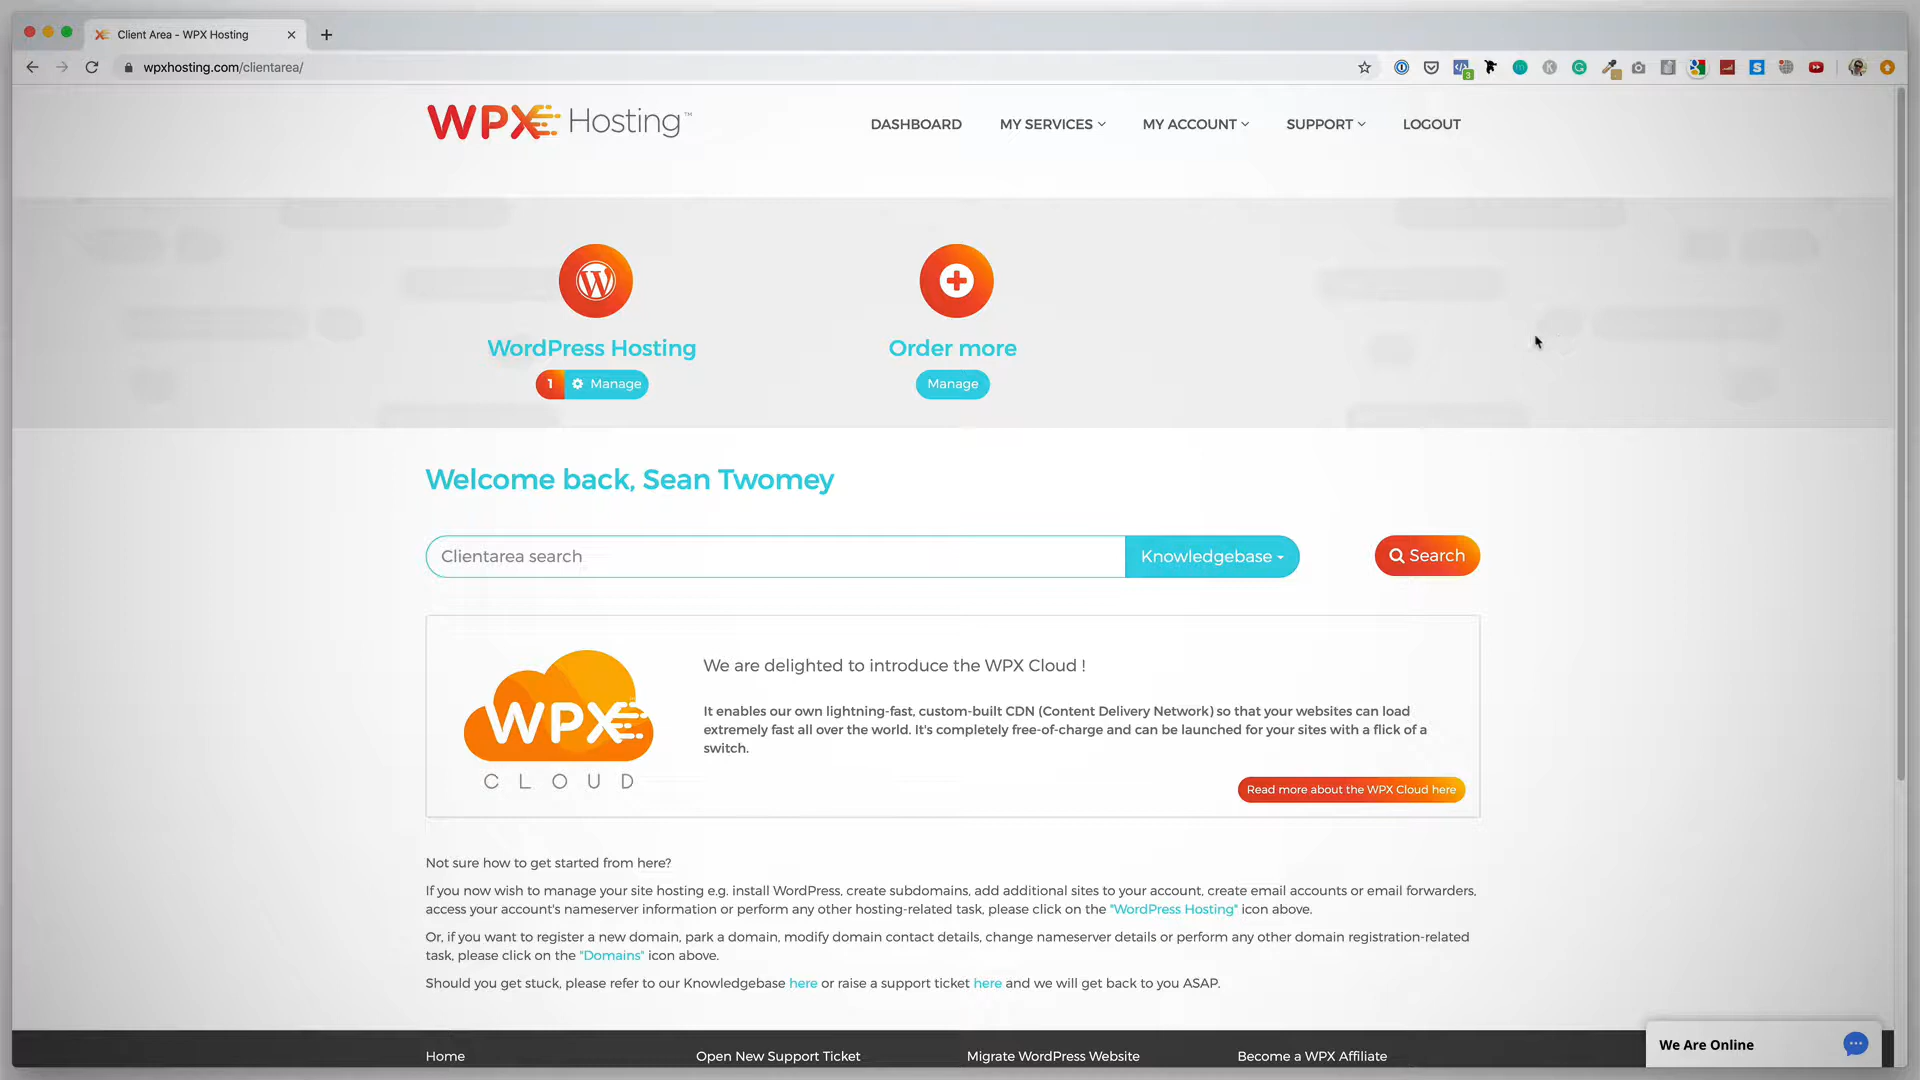 Client Area - WPX Hosting
wpxhosting.com/clientarea/
3
WPX Hosting™
DASHBOARD MY SERVICES MY ACCOUNT SUPPORT LOGOUT
WordPress Hosting
1 Manage
Order more
Manage
Welcome back, Sean Twomey
Clientarea search Knowledgebase Search
WPX
CLOUD
We are delighted to introduce the WPX Cloud !
It enables our own lightning-fast, custom-built CDN (Content Delivery Network) so that your websites can load
extremely fast all over the world. It's completely free-of-charge and can be launched for your sites with a flick of a
switch.
Read more about the WPX Cloud here
Not sure how to get started from here?
If you now wish to manage your site hosting e.g. install WordPress, create subdomains, add additional sites to your account, create email accounts or email forwarders,
access your account's nameserver information or perform any other hosting-related task, please click on the "WordPress Hosting" icon above.
Or, if you want to register a new domain, park a domain, modify domain contact details, change nameserver details or perform any other domain registration-related
task, please click on the "Domains" icon above.
Should you get stuck, please refer to our Knowledgebase here or raise a support ticket here and we will get back to you ASAP.
Home Open New Support Ticket Migrate WordPress Website Become a WPX Affiliate
We Are Online